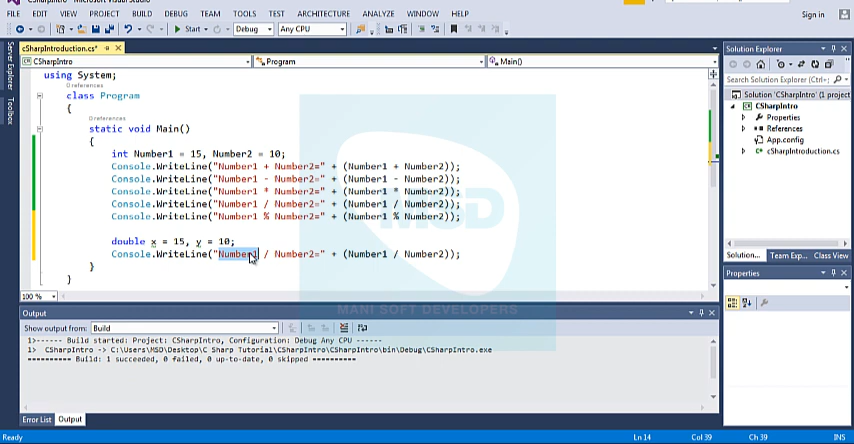 FILE EDIT VIEW PROJECT BUILD DEBUG TEAM TOOLS TEST ARCHITECTURE ANALYZE WINDOW HELP Sign in
Start Debug Any CPU
cSharpIntroduction.cs*
CSharpIntro Program Main()
using System;
0 references
class Program
{
0 references
static void Main()
{
int Number1 = 15, Number2 = 10;
Console.WriteLine("Number1 + Number2=" + (Number1 + Number2));
Console.WriteLine("Number1 - Number2=" + (Number1 - Number2));
Console.WriteLine("Number1 * Number2=" + (Number1 * Number2));
Console.WriteLine("Number1 / Number2=" + (Number1 / Number2));
Console.WriteLine("Number1 % Number2=" + (Number1 % Number2));
double x = 15, y = 10;
Console.WriteLine("Number1 / Number2=" + (Number1 / Number2));
}
}
100 %
MSD
MANI SOFT DEVELOPERS
Server Explorer
Toolbox
Solution Explorer
Search Solution Explorer (Ctrl+;
Solution 'CSharpIntro' (1 project
CSharpIntro
Properties
References
App.config
cSharpIntroduction.cs
Solution... Team Exp... Class View
Properties
Output
Show output from: Build
1>------ Build started: Project: CSharpIntro, Configuration: Debug Any CPU ------
1> CSharpIntro -> C:\Users\MSD\Desktop\C Sharp Tutorial\CSharpIntro\CSharpIntro\bin\Debug\CSharpIntro.exe
========== Build: 1 succeeded, 0 failed, 0 up-to-date, 0 skipped ==========
Error List Output
Ready Ln 14 Col 39 Ch 39 INS